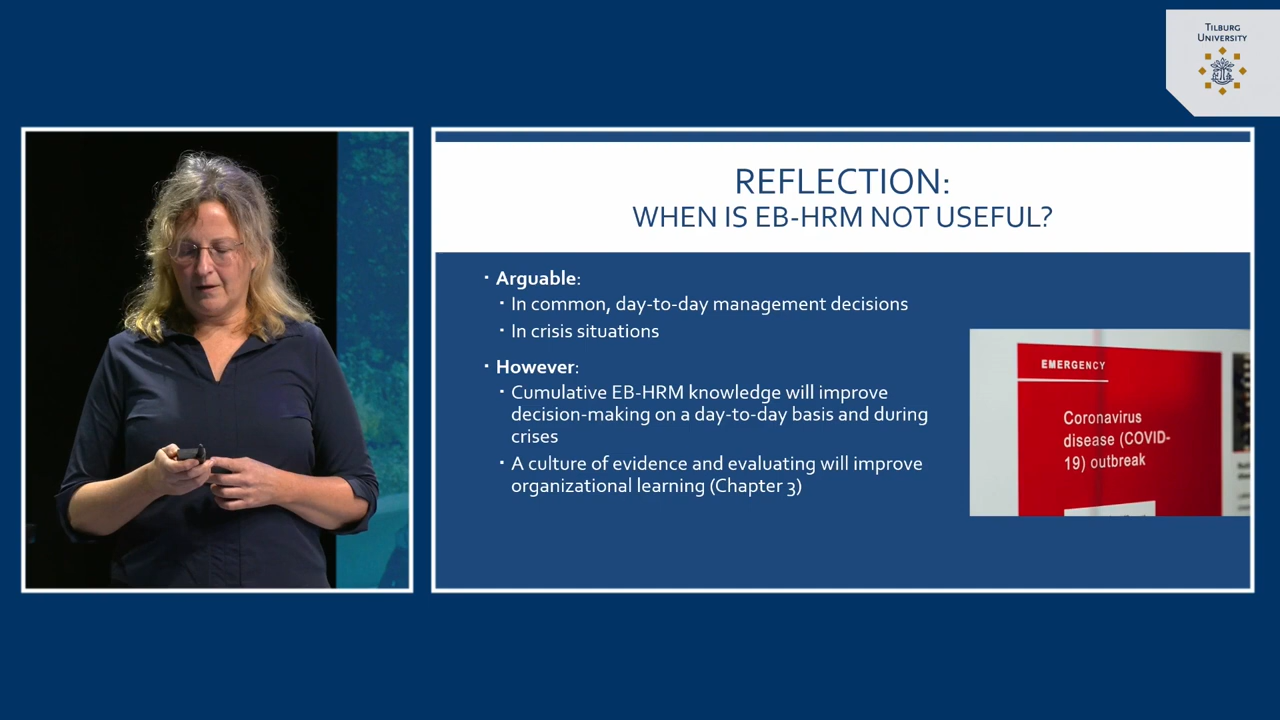 TILBURG
UNIVERSITY
REFLECTION:
WHEN IS EB-HRM NOT USEFUL?
▪ Arguable:
▪ In common, day-to-day management decisions
▪ In crisis situations
▪ However:
▪ Cumulative EB-HRM knowledge will improve
decision-making on a day-to-day basis and during
crises
▪ A culture of evidence and evaluating will improve
organizational learning (Chapter 3)
EMERGENCY
Coronavirus
disease (COVID-
19) outbreak